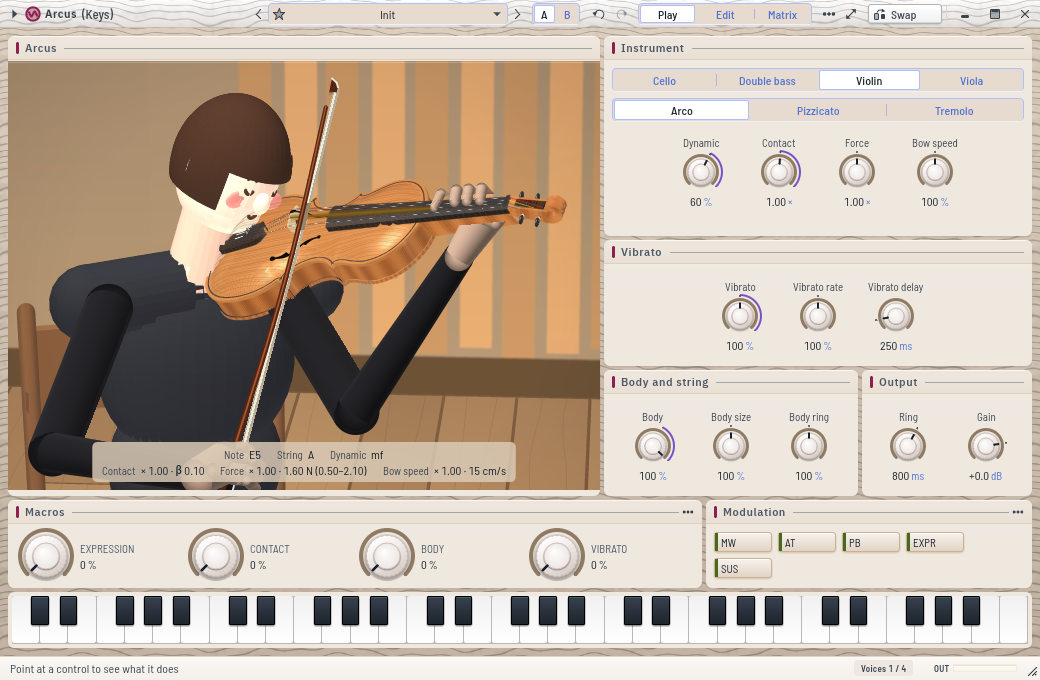 Arcus (Keys)
Init
A B
Play Edit Matrix
Swap
Arcus
Note E5 String A Dynamic mf
Contact × 1.00 · β 0.10 Force × 1.00 · 1.60 N (0.50–2.10) Bow speed × 1.00 · 15 cm/s
Instrument
Cello Double bass Violin Viola
Arco Pizzicato Tremolo
Dynamic Contact Force Bow speed
60 % 1.00 × 1.00 × 100 %
Vibrato
Vibrato Vibrato rate Vibrato delay
100 % 100 % 250 ms
Body and string
Body Body size Body ring
100 % 100 % 100 %
Output
Ring Gain
800 ms +0.0 dB
Macros
EXPRESSION CONTACT BODY VIBRATO
0 % 0 % 0 % 0 %
Modulation
MW AT PB EXPR
SUS
Point at a control to see what it does
Voices 1 / 4 OUT